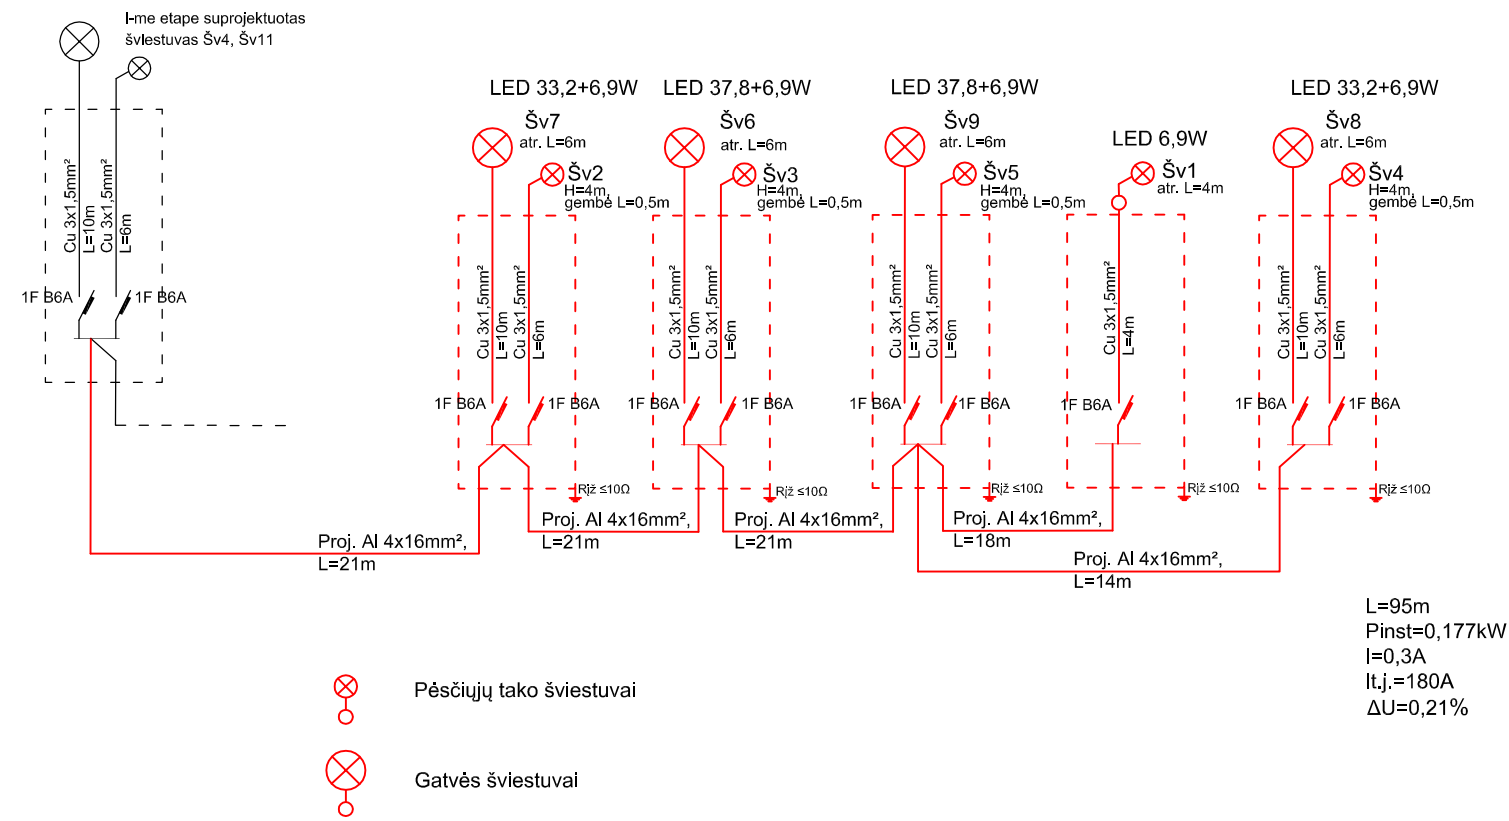 I-me etape suprojektuotas
šviestuvas Šv4, Šv11
Cu 3x1,5mm²
L=10m
Cu 3x1,5mm²
L=6m
1F B6A
1F B6A
LED 33,2+6,9W
Šv7
atr. L=6m
Šv2
H=4m,
gembė L=0,5m
Cu 3x1,5mm²
L=10m
Cu 3x1,5mm²
L=6m
1F B6A
1F B6A
Rįž ≤10Ω
LED 37,8+6,9W
Šv6
atr. L=6m
Šv3
H=4m,
gembė L=0,5m
Cu 3x1,5mm²
L=10m
Cu 3x1,5mm²
L=6m
1F B6A
1F B6A
Rįž ≤10Ω
LED 37,8+6,9W
Šv9
atr. L=6m
Šv5
H=4m,
gembė L=0,5m
Cu 3x1,5mm²
L=10m
Cu 3x1,5mm²
L=6m
1F B6A
1F B6A
Rįž ≤10Ω
LED 6,9W
Šv1
atr. L=4m
Cu 3x1,5mm²
L=4m
1F B6A
Rįž ≤10Ω
LED 33,2+6,9W
Šv8
atr. L=6m
Šv4
H=4m,
gembė L=0,5m
Cu 3x1,5mm²
L=10m
Cu 3x1,5mm²
L=6m
1F B6A
1F B6A
Rįž ≤10Ω
Proj. Al 4x16mm²,
L=21m
Proj. Al 4x16mm²,
L=21m
Proj. Al 4x16mm²,
L=21m
Proj. Al 4x16mm²,
L=18m
Proj. Al 4x16mm²,
L=14m
L=95m
Pinst=0,177kW
I=0,3A
It.j.=180A
ΔU=0,21%
Pėsčiųjų tako šviestuvai
Gatvės šviestuvai